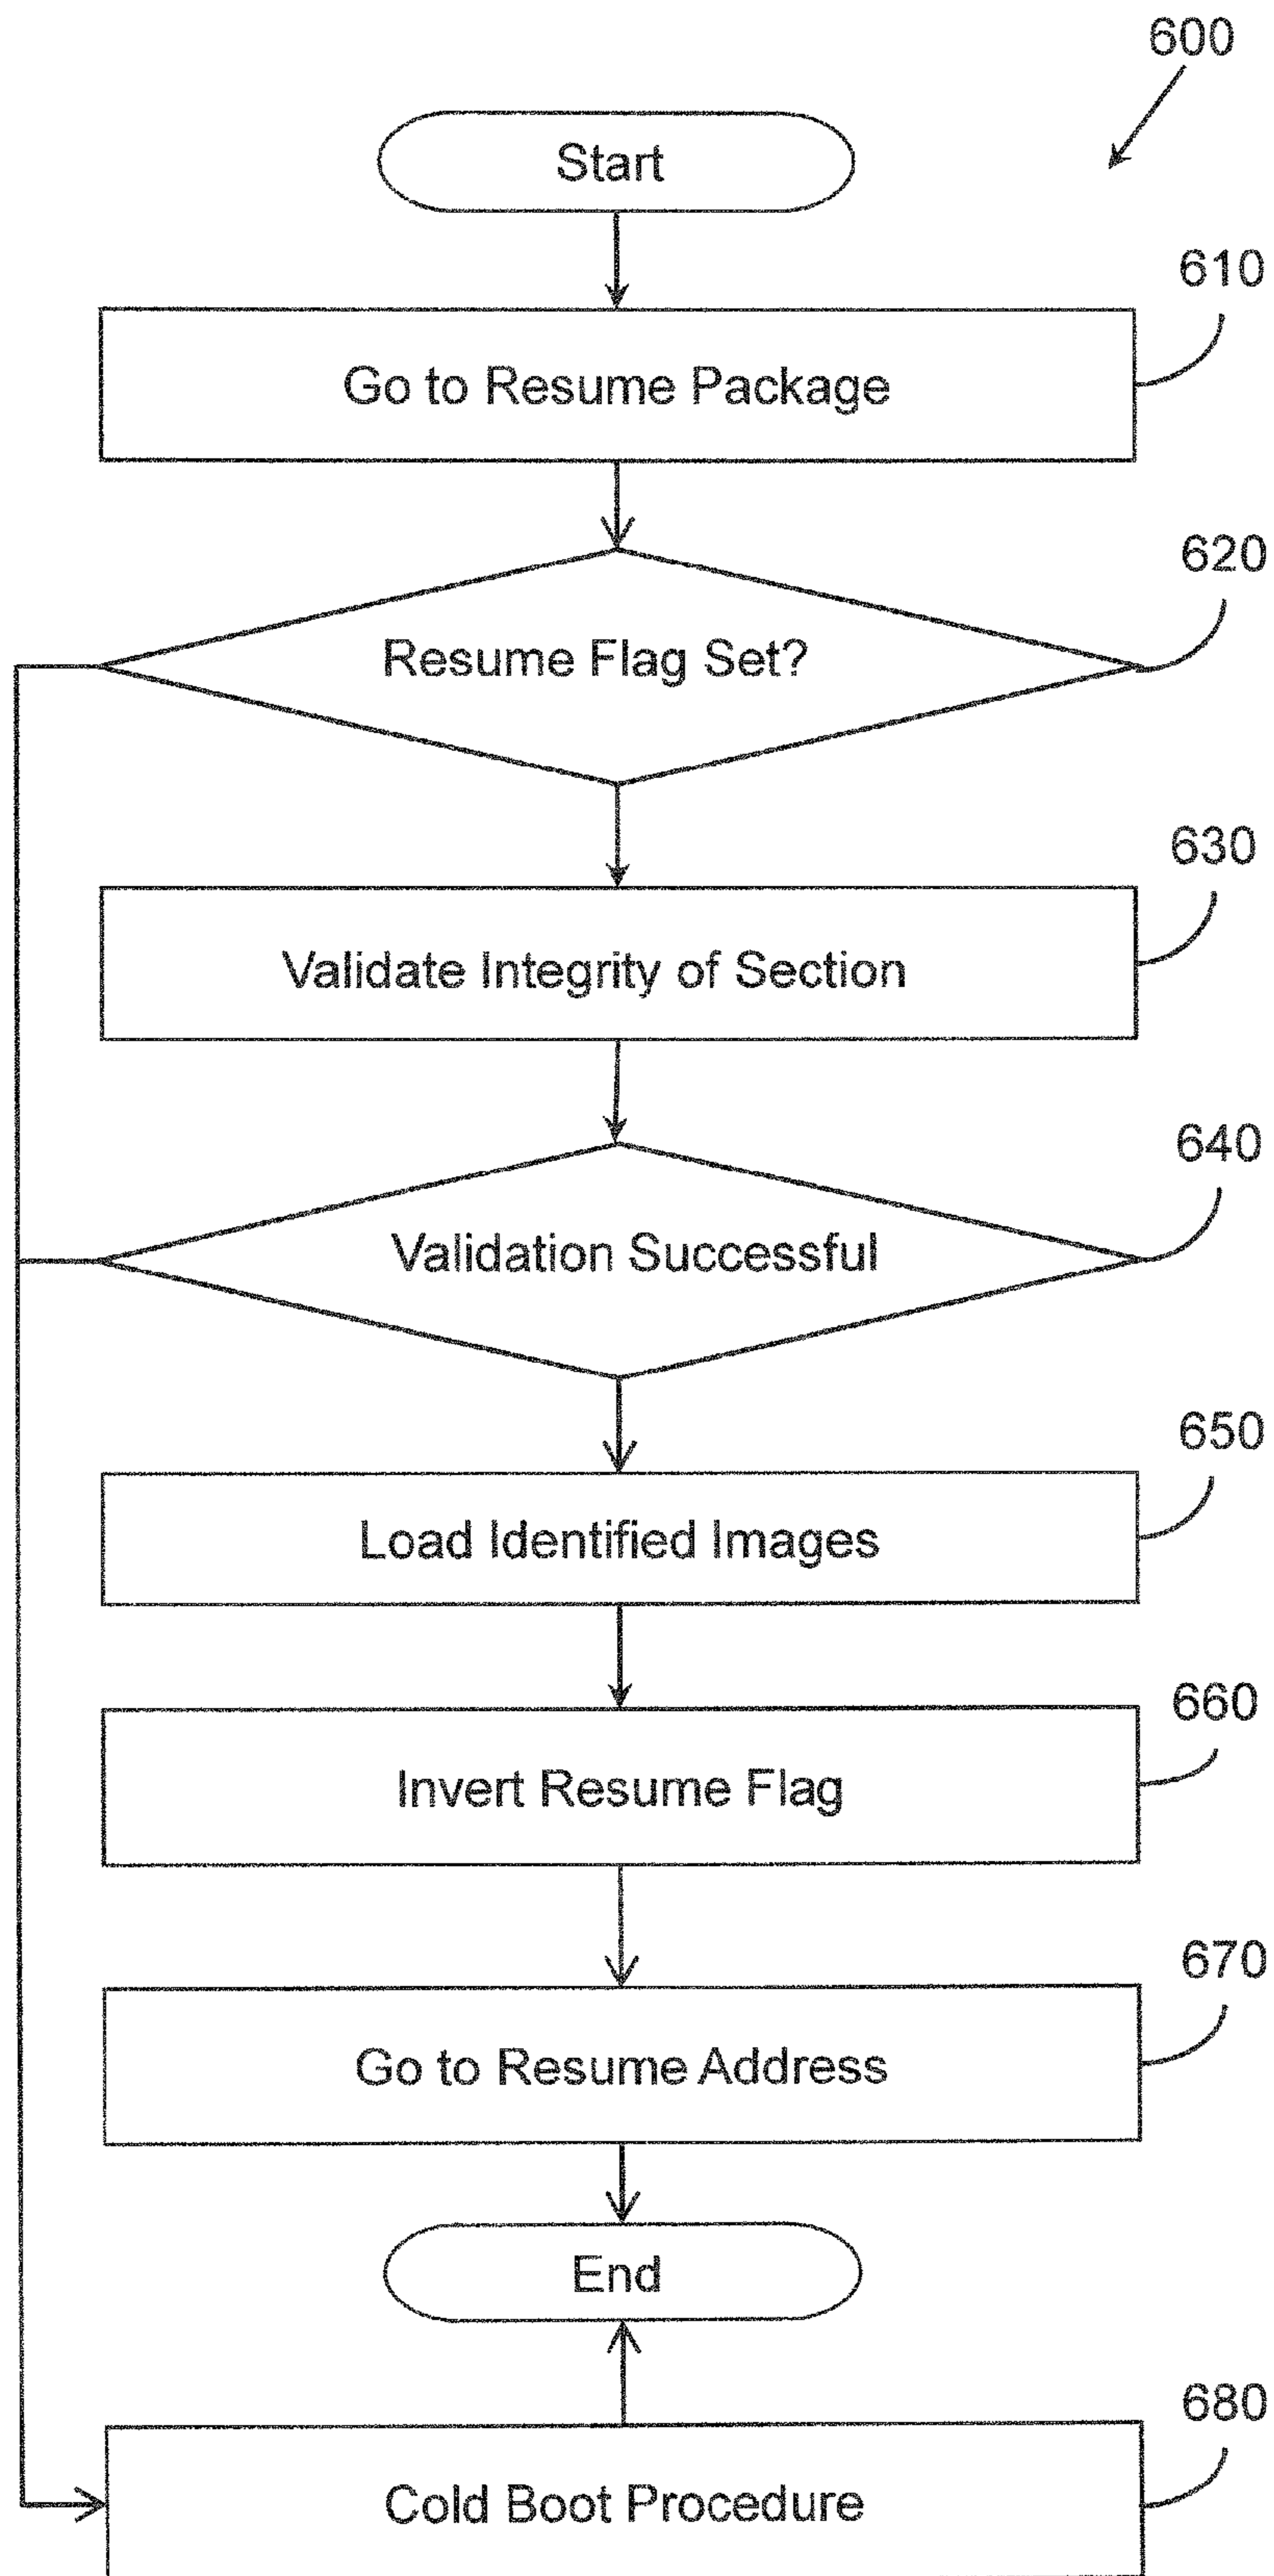 600
Start
610
Go to Resume Package
620
Resume Flag Set?
630
Validate Integrity of Section
640
Validation Successful
650
Load Identified Images
660
Invert Resume Flag
670
Go to Resume Address
End
680
Cold Boot Procedure